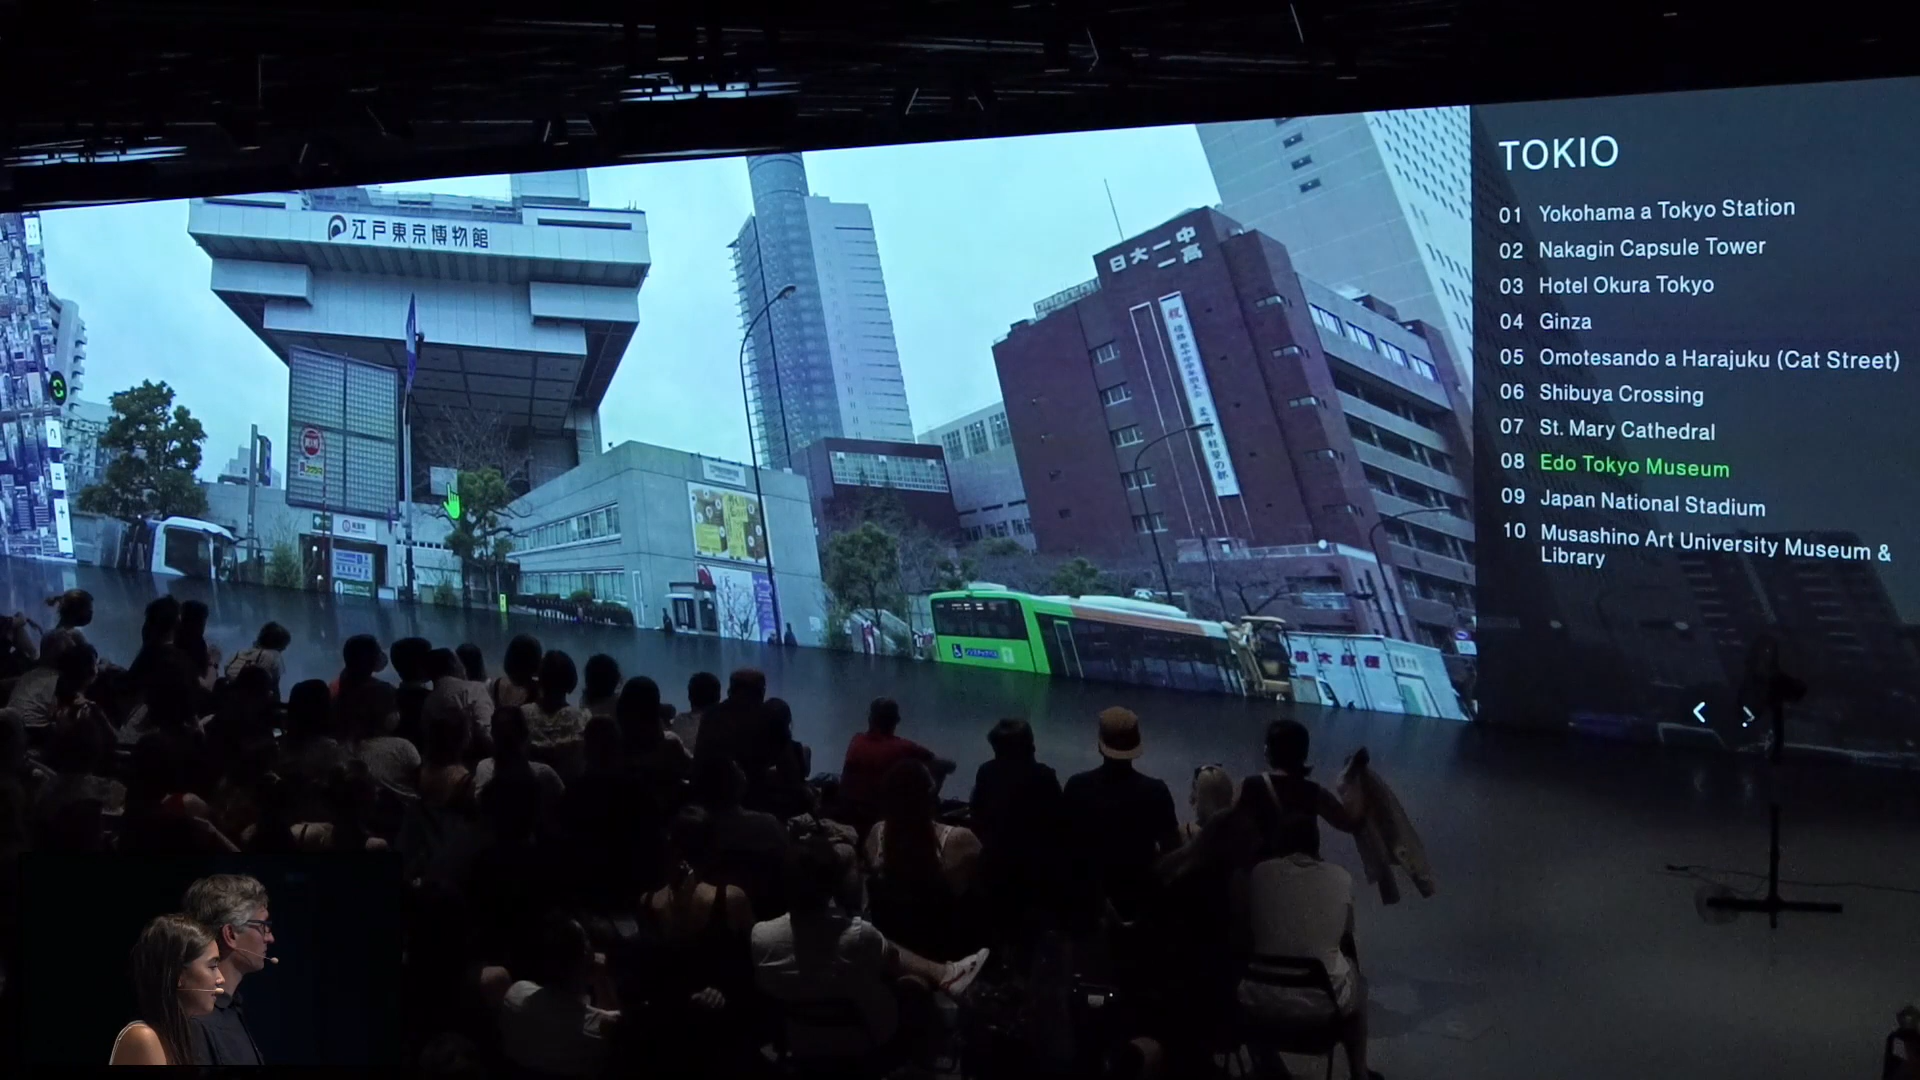 江戸東京博物館
日大一中
一高
祝
TOKIO
01 Yokohama a Tokyo Station
02 Nakagin Capsule Tower
03 Hotel Okura Tokyo
04 Ginza
05 Omotesando a Harajuku (Cat Street)
06 Shibuya Crossing
07 St. Mary Cathedral
08 Edo Tokyo Museum
09 Japan National Stadium
10 Musashino Art University Museum &
Library